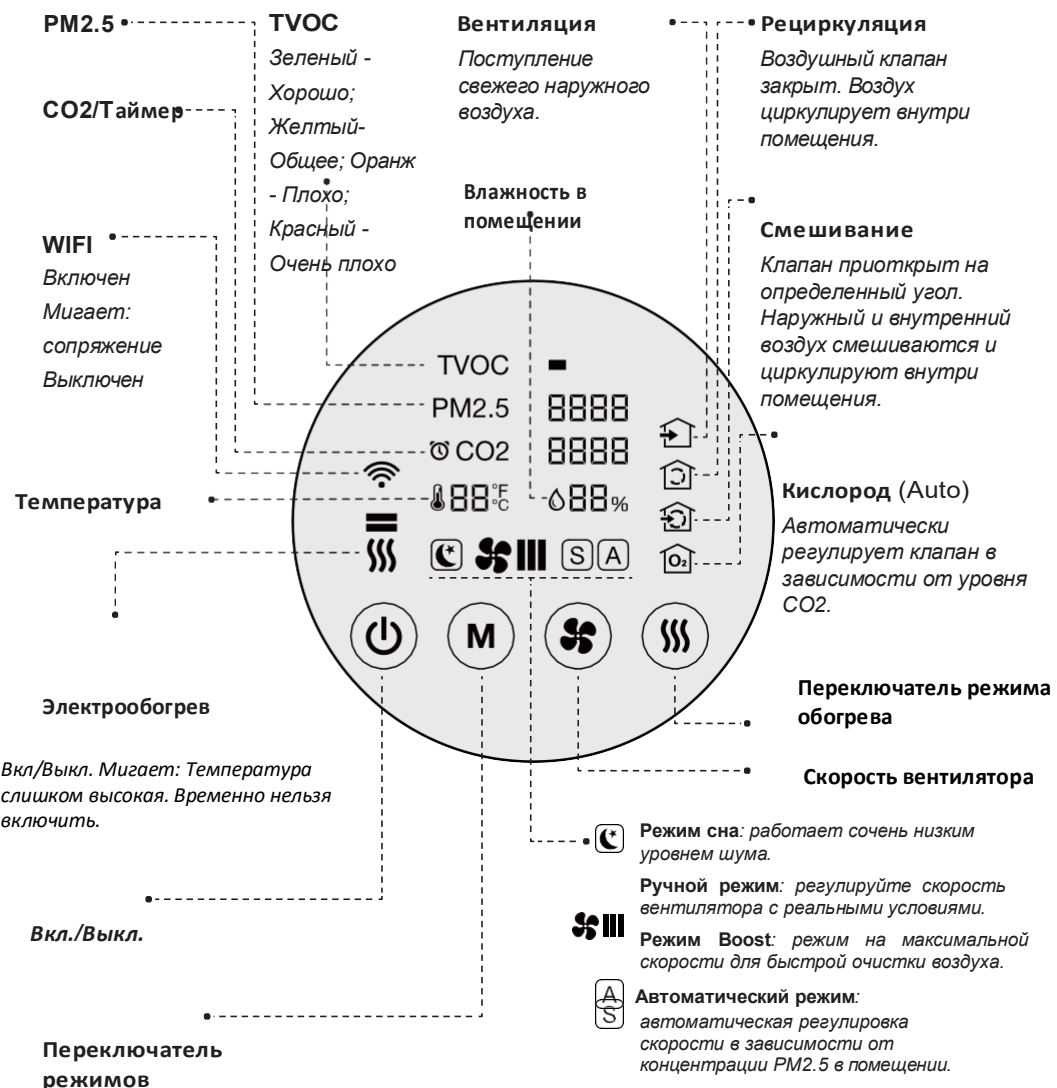 PM2.5
CO2/Таймер
WIFI
Включен
Мигает:
сопряжение
Выключен
Температура
TVOC
Зеленый -
Хорошо;
Желтый-
Общее; Оранж
- Плохо;
Красный -
Очень плохо
Вентиляция
Поступление
свежего наружного
воздуха.
Влажность в
помещении
Рециркуляция
Воздушный клапан
закрыт. Воздух
циркулирует внутри
помещения.
Смешивание
Клапан приоткрыт на
определенный угол.
Наружный и внутренний
воздух смешиваются и
циркулируют внутри
помещения.
Кислород (Auto)
Автоматически
регулирует клапан в
зависимости от уровня
CO2.
TVOC
PM2.5 8888
CO2 8888
88 °F °C 88 %
S A
O₂
M
Электрообогрев
Вкл/Выкл. Мигает: Температура
слишком высокая. Временно нельзя
включить.
Вкл./Выкл.
Переключатель
режимов
Переключатель режима
обогрева
Скорость вентилятора
Режим сна: работает сочень низким
уровнем шума.
Ручной режим: регулируйте скорость
вентилятора с реальными условиями.
Режим Boost: режим на максимальной
скорости для быстрой очистки воздуха.
A
S
Автоматический режим:
автоматическая регулировка
скорости в зависимости от
концентрации PM2.5 в помещении.